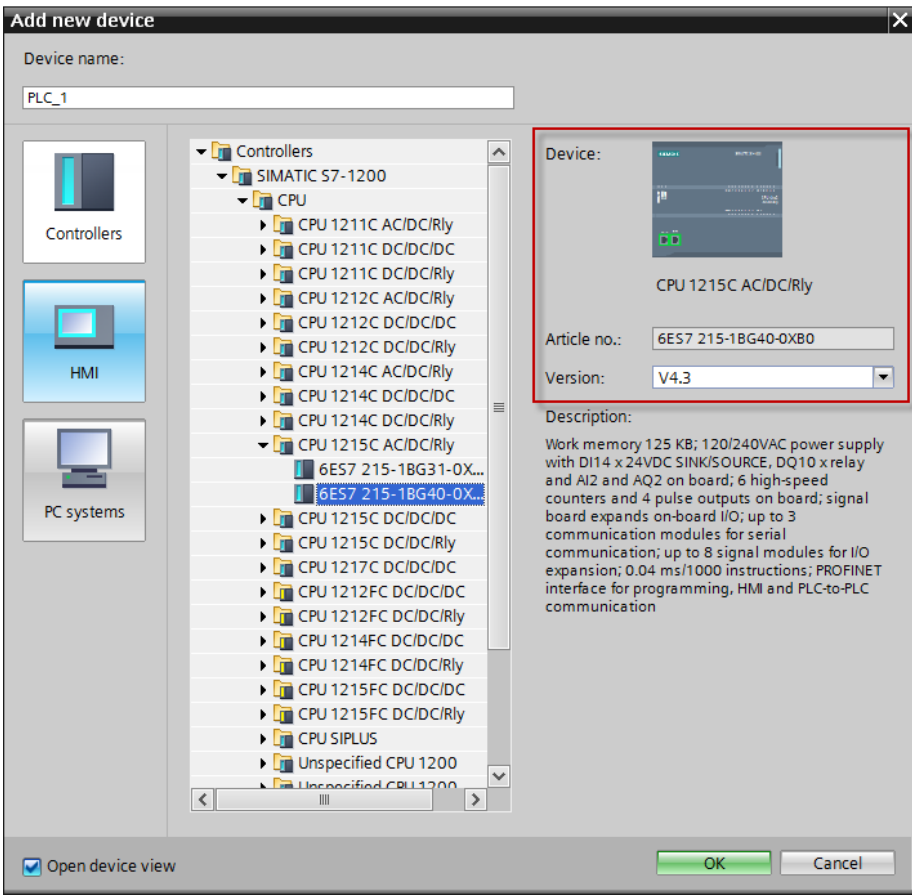 Add new device
Device name:
PLC_1
Controllers
HMI
PC systems
Controllers
SIMATIC S7-1200
CPU
CPU 1211C AC/DC/Rly
CPU 1211C DC/DC/DC
CPU 1211C DC/DC/Rly
CPU 1212C AC/DC/Rly
CPU 1212C DC/DC/DC
CPU 1212C DC/DC/Rly
CPU 1214C AC/DC/Rly
CPU 1214C DC/DC/DC
CPU 1214C DC/DC/Rly
CPU 1215C AC/DC/Rly
6ES7 215-1BG31-0X...
6ES7 215-1BG40-0X...
CPU 1215C DC/DC/DC
CPU 1215C DC/DC/Rly
CPU 1217C DC/DC/DC
CPU 1212FC DC/DC/DC
CPU 1212FC DC/DC/Rly
CPU 1214FC DC/DC/DC
CPU 1214FC DC/DC/Rly
CPU 1215FC DC/DC/DC
CPU 1215FC DC/DC/Rly
CPU SIPLUS
Unspecified CPU 1200
Unspecified CPU 1200
Device:
CPU 1215C AC/DC/Rly
Article no.:
6ES7 215-1BG40-0XB0
Version:
V4.3
Description:
Work memory 125 KB; 120/240VAC power supply
with DI14 x 24VDC SINK/SOURCE, DQ10 x relay
and AI2 and AQ2 on board; 6 high-speed
counters and 4 pulse outputs on board; signal
board expands on-board I/O; up to 3
communication modules for serial
communication; up to 8 signal modules for I/O
expansion; 0.04 ms/1000 instructions; PROFINET
interface for programming, HMI and PLC-to-PLC
communication
Open device view
OK
Cancel